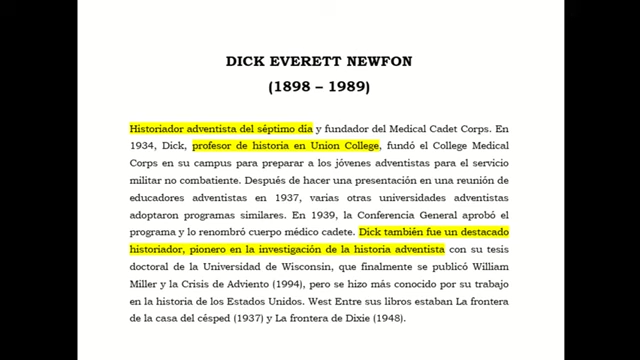 DICK EVERETT NEWFON
(1898 – 1989)
Historiador adventista del séptimo día y fundador del Medical Cadet Corps. En
1934, Dick, profesor de historia en Union College, fundó el College Medical
Corps en su campus para preparar a los jóvenes adventistas para el servicio
militar no combatiente. Después de hacer una presentación en una reunión de
educadores adventistas en 1937, varias otras universidades adventistas
adoptaron programas similares. En 1939, la Conferencia General aprobó el
programa y lo renombró cuerpo médico cadete. Dick también fue un destacado
historiador, pionero en la investigación de la historia adventista con su tesis
doctoral de la Universidad de Wisconsin, que finalmente se publicó William
Miller y la Crisis de Adviento (1994), pero se hizo más conocido por su trabajo
en la historia de los Estados Unidos. West Entre sus libros estaban La frontera
de la casa del césped (1937) y La frontera de Dixie (1948).